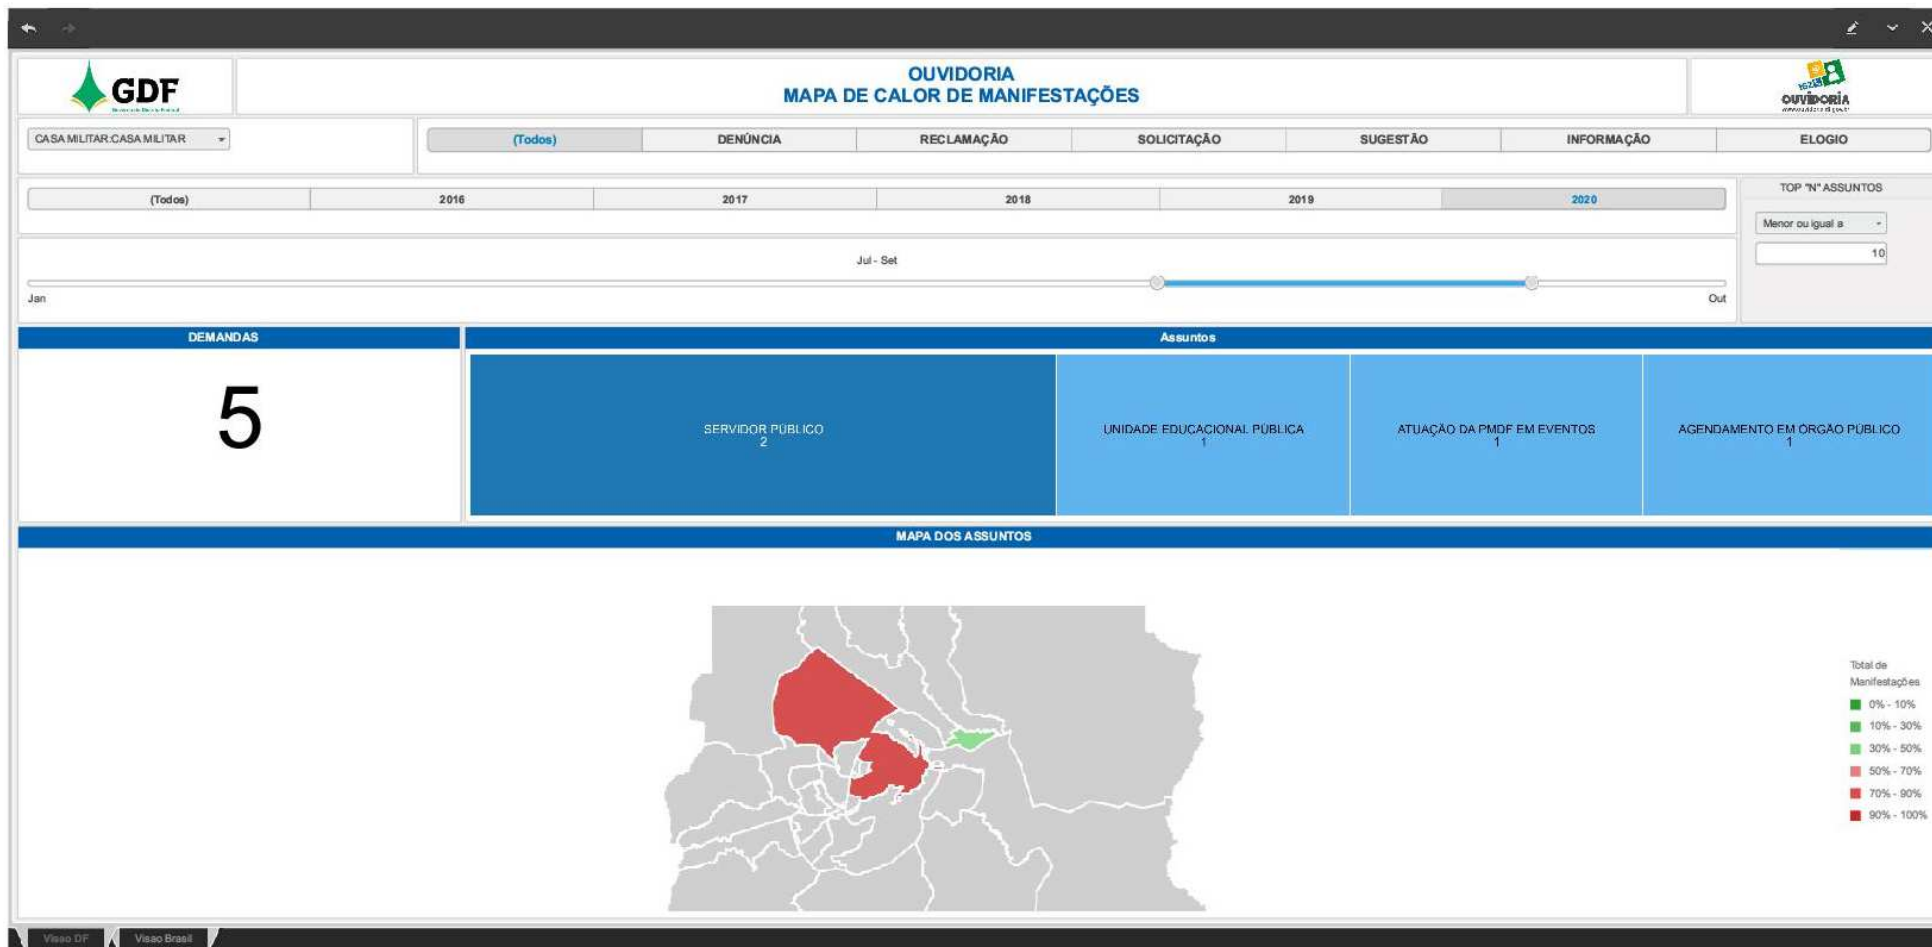 GDF
OUVIDORIA
MAPA DE CALOR DE MANIFESTAÇÕES
162
OUVIDORIA
CASA MILITAR:CASA MILITAR
(Todos) DENÚNCIA RECLAMAÇÃO SOLICITAÇÃO SUGESTÃO INFORMAÇÃO ELOGIO
(Todos) 2016 2017 2018 2019 2020
TOP "N" ASSUNTOS
Menor ou igual a
10
Jul - Set
Jan
Out
DEMANDAS
Assuntos
5
SERVIDOR PÚBLICO
2
UNIDADE EDUCACIONAL PÚBLICA
1
ATUAÇÃO DA PMDF EM EVENTOS
1
AGENDAMENTO EM ÓRGÃO PÚBLICO
1
MAPA DOS ASSUNTOS
Total de
Manifestações
0% - 10%
10% - 30%
30% - 50%
50% - 70%
70% - 90%
90% - 100%
Visao DF
Visao Brasil